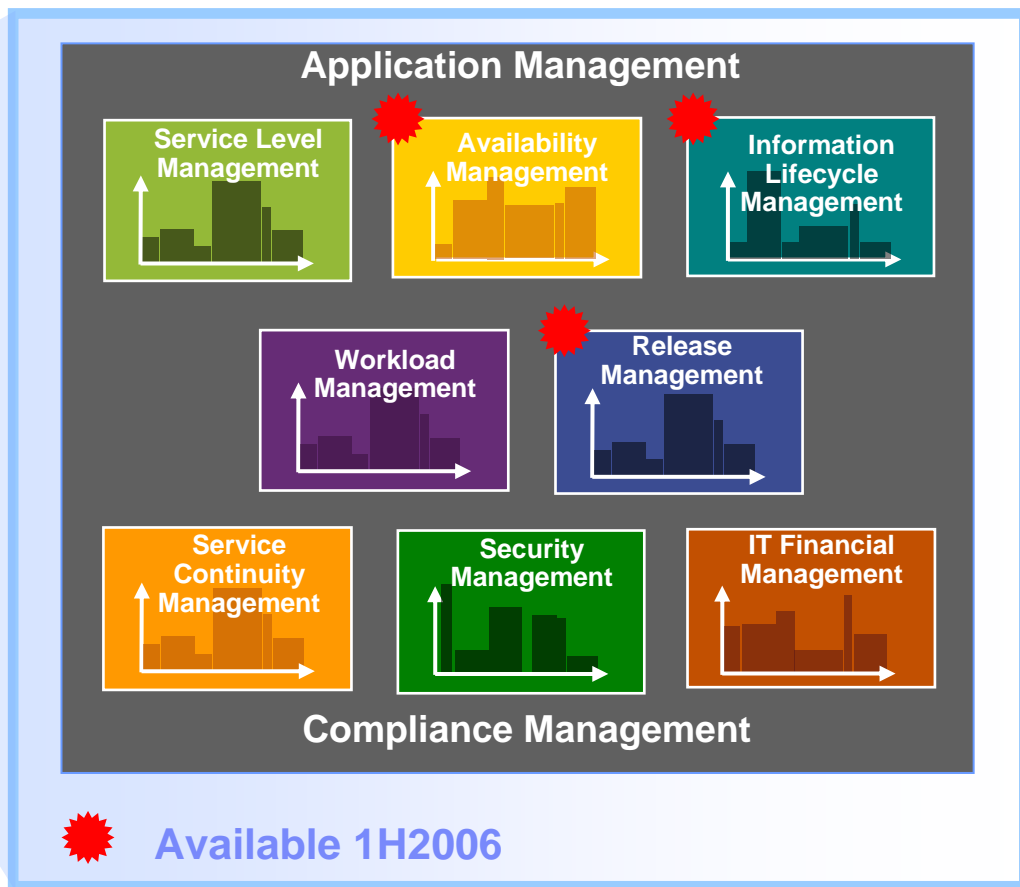 Application Management
Service Level
Management
Availability
Management
Information
Lifecycle
Management
Workload
Management
Release
Management
Service
Continuity
Management
Security
Management
IT Financial
Management
Compliance Management
Available 1H2006